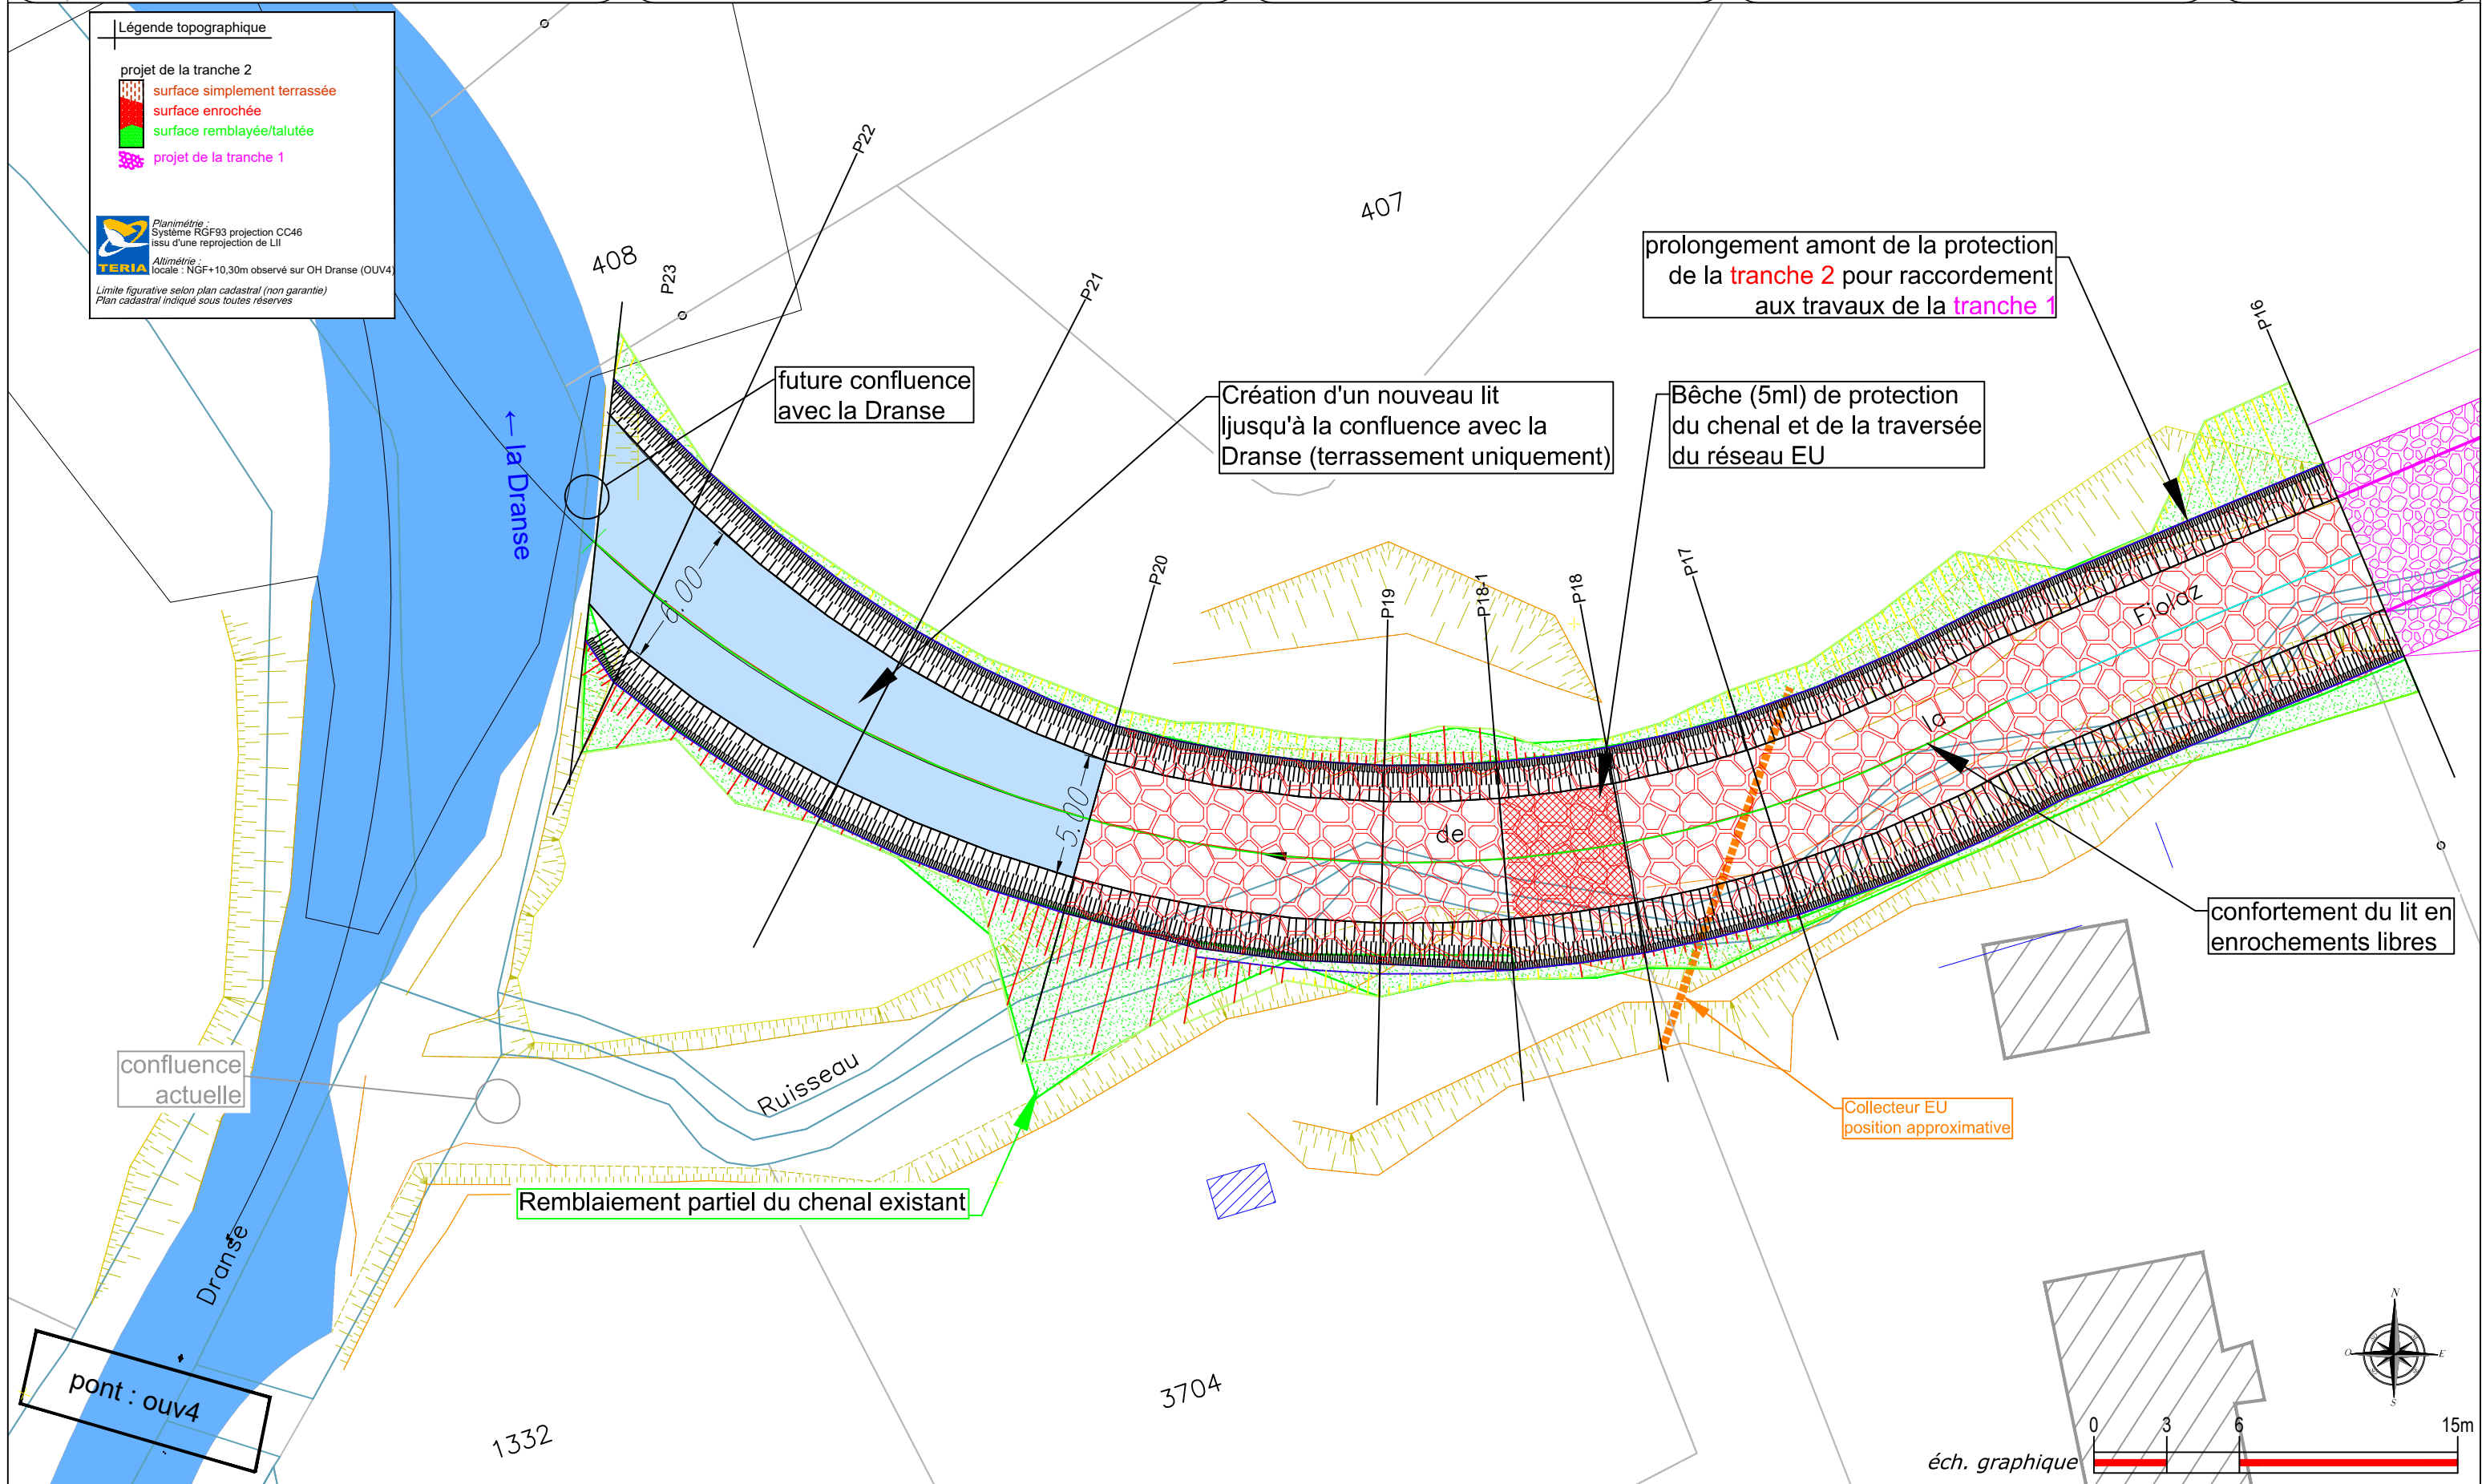 Légende topographique
projet de la tranche 2
surface simplement terrassée
surface enrochée
surface remblayée/talutée
projet de la tranche 1
TERIA
Planimétrie :
Système RGF93 projection CC46
issu d'une reprojection de LII
Altimétrie :
locale : NGF+10,30m observé sur OH Dranse (OUV4)
Limite figurative selon plan cadastral (non garantie)
Plan cadastral indiqué sous toutes réserves
P22
407
408
P23
P21
prolongement amont de la protection
de la tranche 2 pour raccordement
aux travaux de la tranche 1
P16
future confluence
avec la Dranse
Création d'un nouveau lit
ljusqu'à la confluence avec la
Dranse (terrassement uniquement)
Bêche (5ml) de protection
du chenal et de la traversée
du réseau EU
← la Dranse
6.00
P20
P19
P18-1
P18
P17
Fiolaz
la
de
5.00
confortement du lit en
enrochements libres
confluence
actuelle
Ruisseau
Collecteur EU
position approximative
Remblaiement partiel du chenal existant
Dranse
pont : ouv4
1332
3704
N
O
E
S
0 3 6 15m
éch. graphique